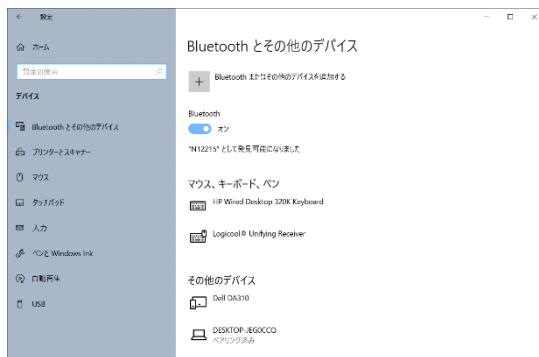 設定
ホーム
設定の検索
デバイス
Bluetooth とその他のデバイス
プリンターとスキャナー
マウス
タッチパッド
入力
ペンと Windows Ink
自動再生
USB
Bluetooth とその他のデバイス
Bluetooth またはその他のデバイスを追加する
Bluetooth
オン
"N12215" として発見可能になりました
マウス、キーボード、ペン
HP Wired Desktop 320K Keyboard
Logicool® Unifying Receiver
その他のデバイス
Dell DA310
DESKTOP-JEG0CCO
ペアリング済み